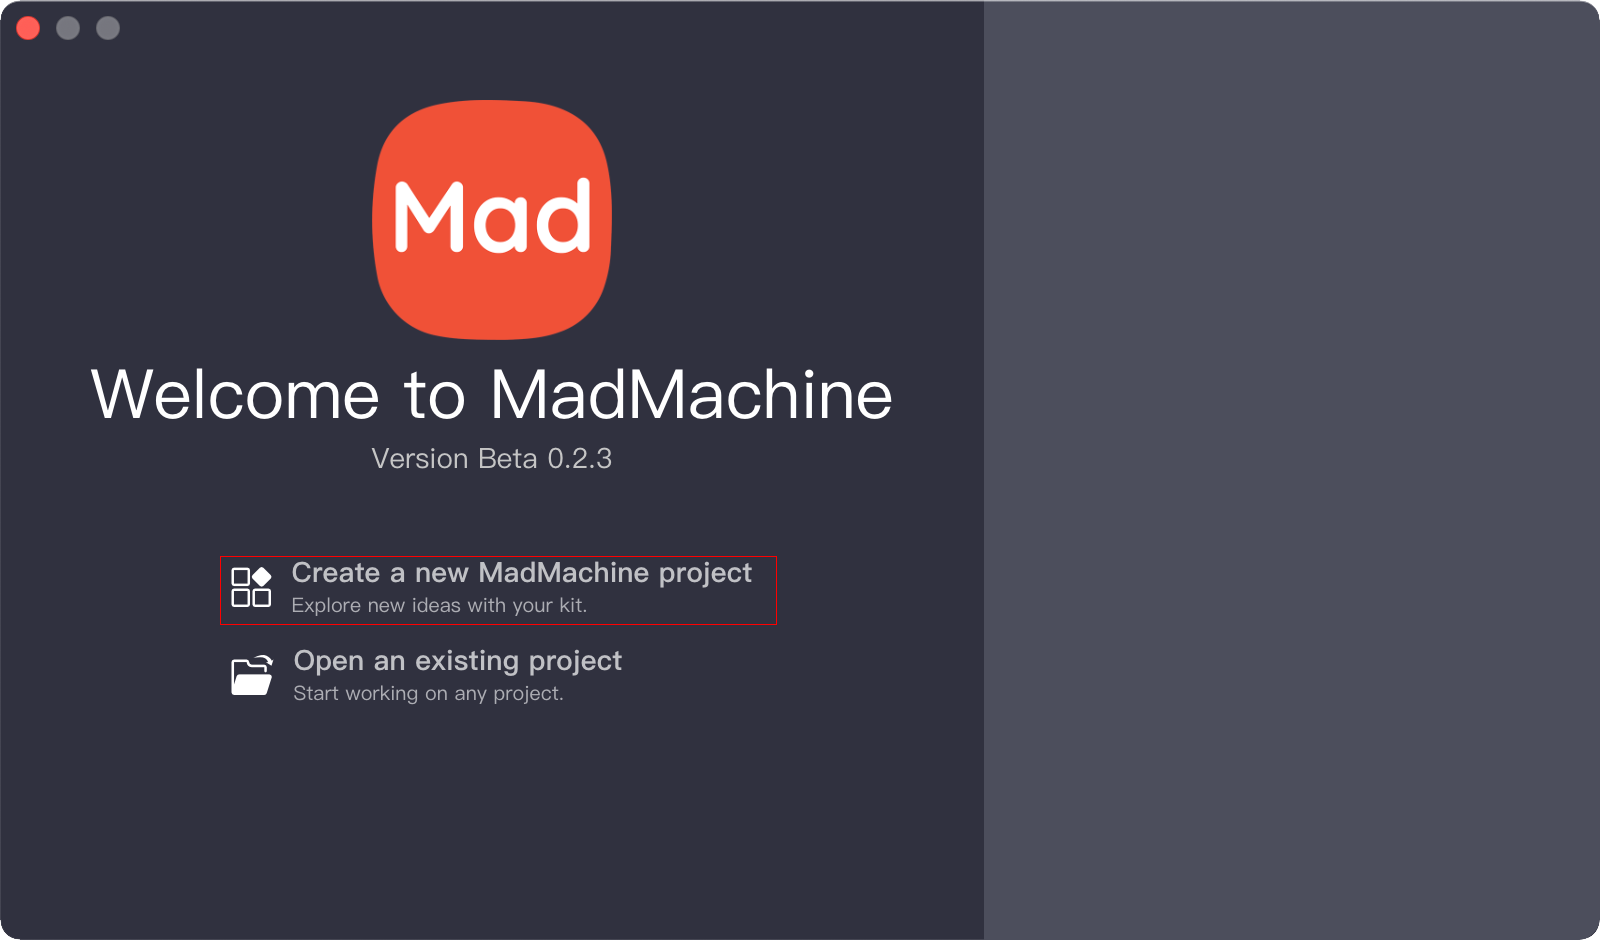 Mad
Welcome to MadMachine
Version Beta 0.2.3
Create a new MadMachine project
Explore new ideas with your kit.
Open an existing project
Start working on any project.